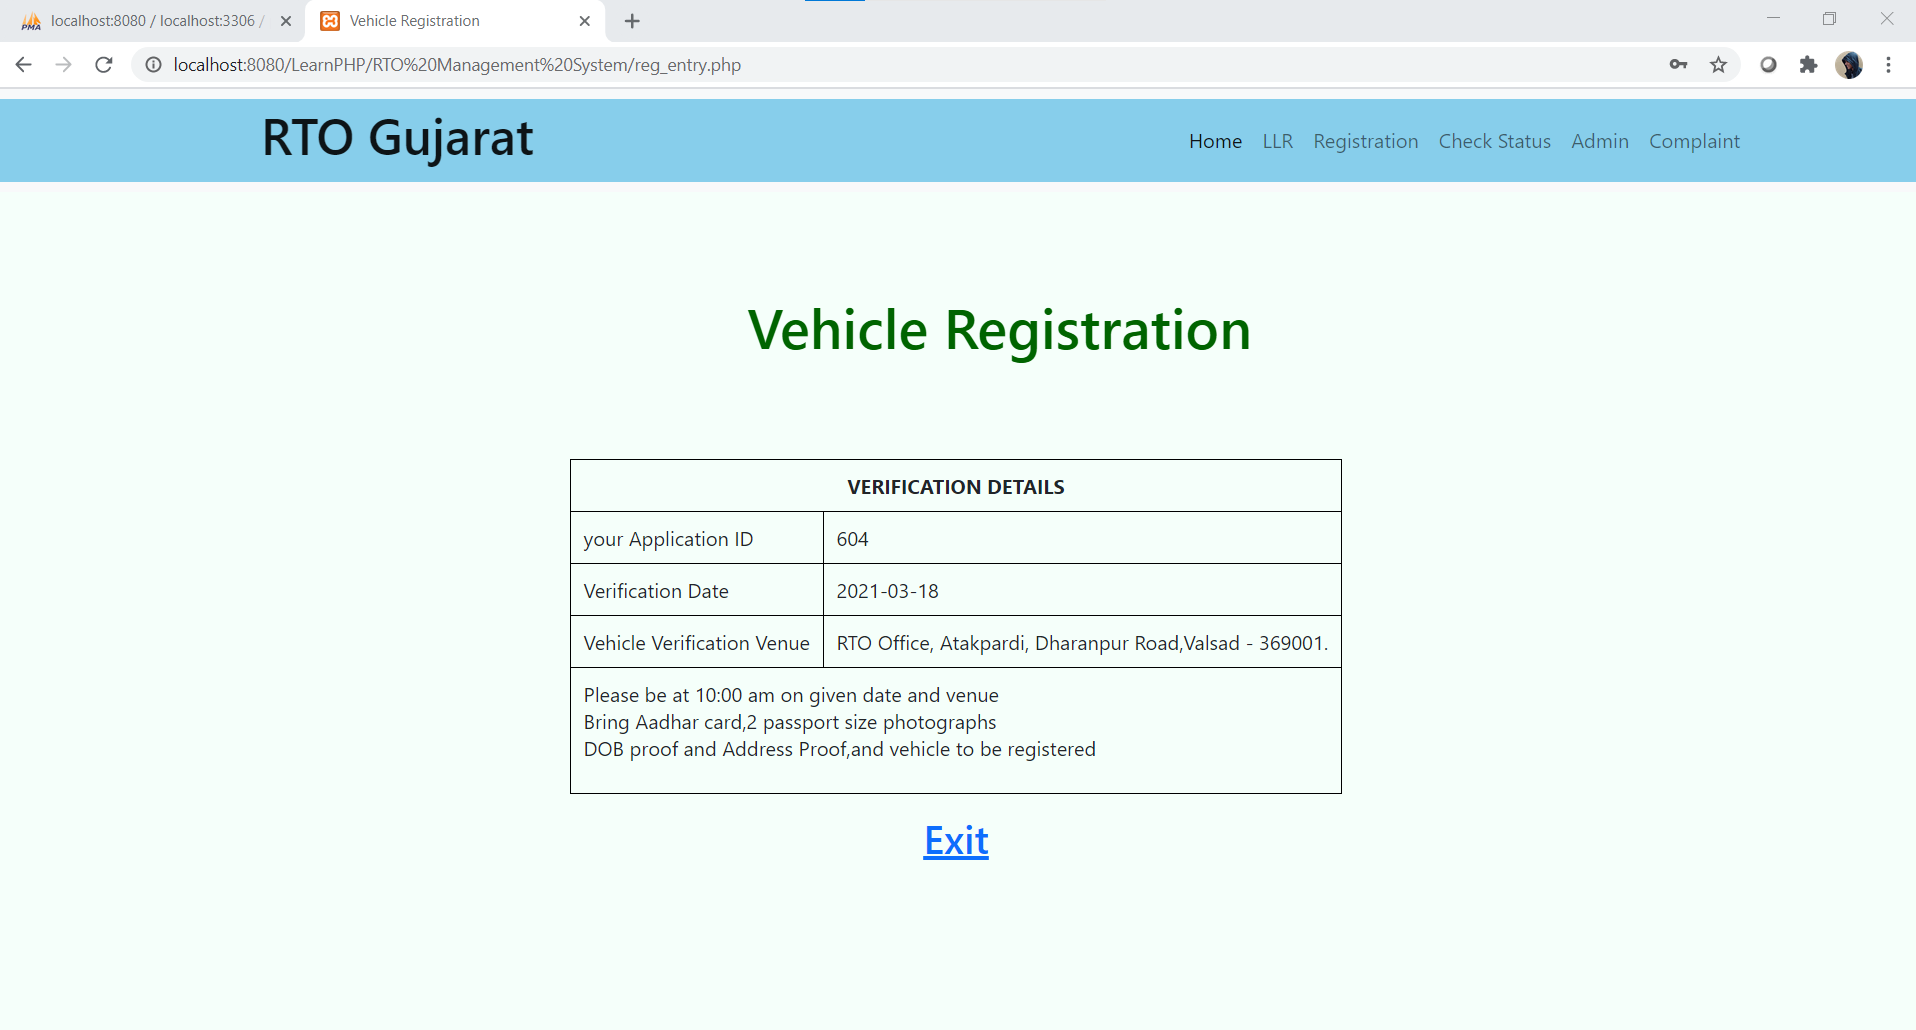 PMA localhost:8080 / localhost:3306 /
Vehicle Registration
localhost:8080/LearnPHP/RTO%20Management%20System/reg_entry.php
RTO Gujarat
Home LLR Registration Check Status Admin Complaint
Vehicle Registration
VERIFICATION DETAILS
your Application ID 604
Verification Date 2021-03-18
Vehicle Verification Venue RTO Office, Atakpardi, Dharanpur Road,Valsad - 369001.
Please be at 10:00 am on given date and venue
Bring Aadhar card,2 passport size photographs
DOB proof and Address Proof,and vehicle to be registered
Exit